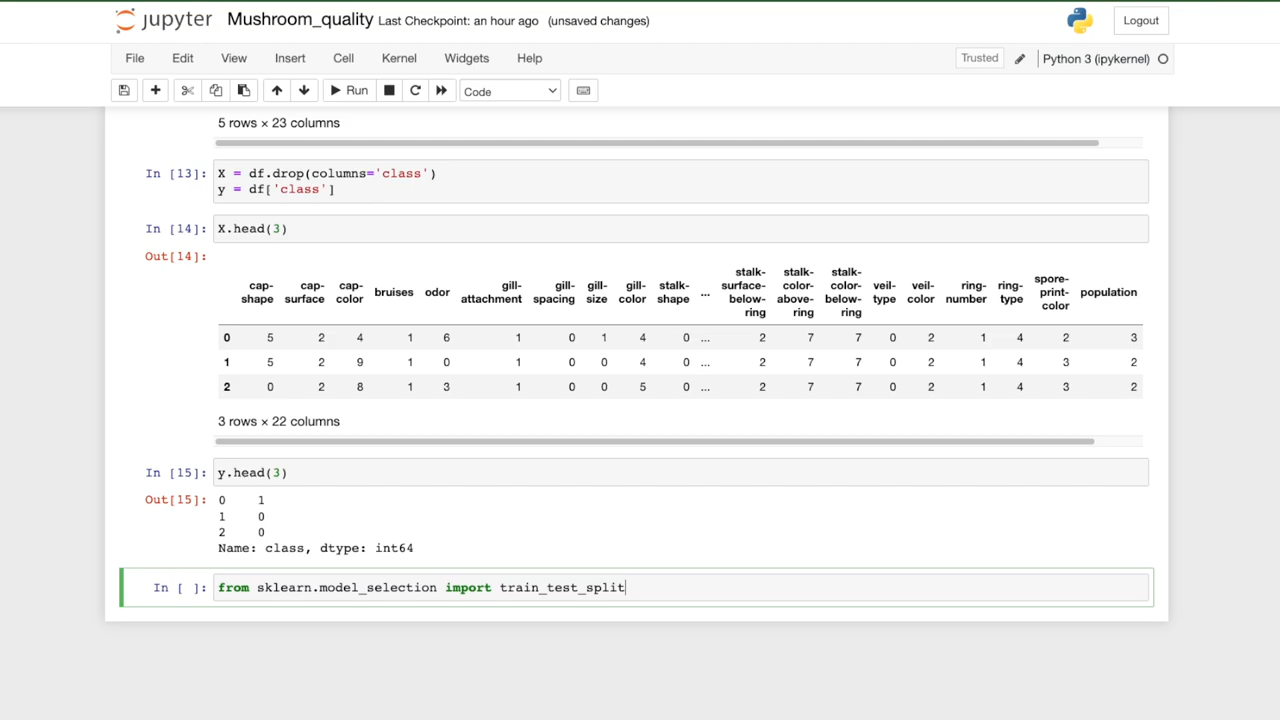 jupyter Mushroom_quality Last Checkpoint: an hour ago (unsaved changes) Logout
File Edit View Insert Cell Kernel Widgets Help Trusted Python 3 (ipykernel)
Run Code
5 rows × 23 columns
In [13]: X = df.drop(columns='class')
y = df['class']
In [14]: X.head(3)
Out[14]:
cap-shape cap-surface cap-color bruises odor gill-attachment gill-spacing gill-size gill-color stalk-shape ... stalk-surface-below-ring stalk-color-above-ring stalk-color-below-ring veil-type veil-color ring-number ring-type spore-print-color population
0 5 2 4 1 6 1 0 1 4 0 ... 2 7 7 0 2 1 4 2 3
1 5 2 9 1 0 1 0 0 4 0 ... 2 7 7 0 2 1 4 3 2
2 0 2 8 1 3 1 0 0 5 0 ... 2 7 7 0 2 1 4 3 2
3 rows × 22 columns
In [15]: y.head(3)
Out[15]: 0 1
1 0
2 0
Name: class, dtype: int64
In [ ]: from sklearn.model_selection import train_test_split